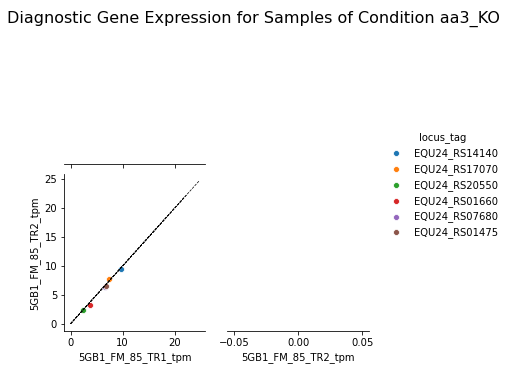 Diagnostic Gene Expression for Samples of Condition aa3_KO
locus_tag
EQU24_RS14140
EQU24_RS17070
EQU24_RS20550
EQU24_RS01660
EQU24_RS07680
EQU24_RS01475
5GB1_FM_85_TR2_tpm
25
20
15
10
5
0
0 10 20
5GB1_FM_85_TR1_tpm
−0.05 0.00 0.05
5GB1_FM_85_TR2_tpm